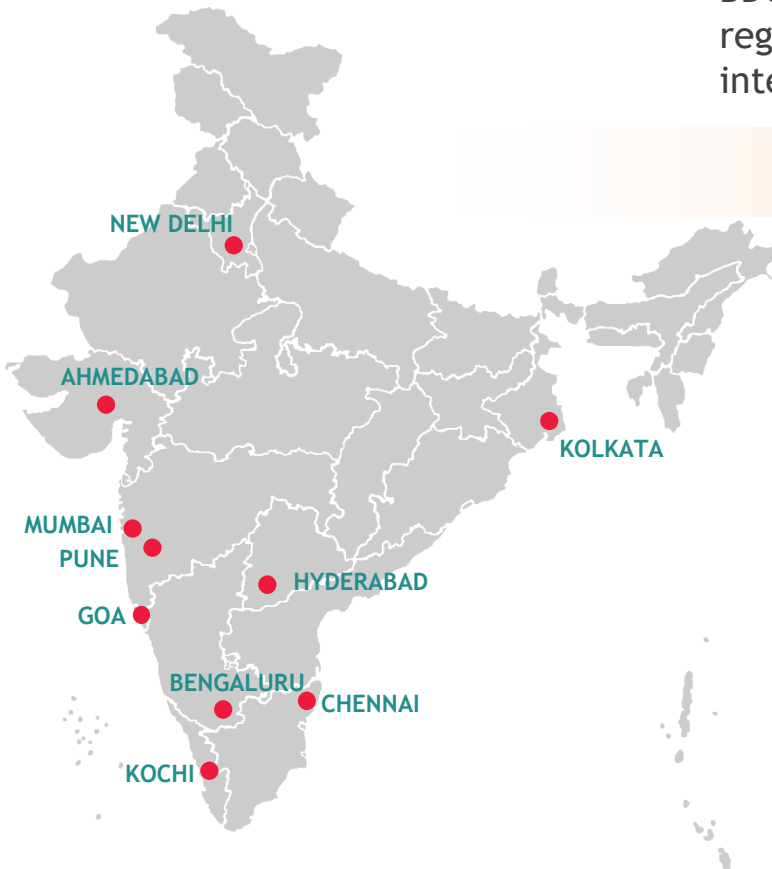 NEW DELHI
AHMEDABAD
KOLKATA
MUMBAI
PUNE
HYDERABAD
GOA
BENGALURU
CHENNAI
KOCHI